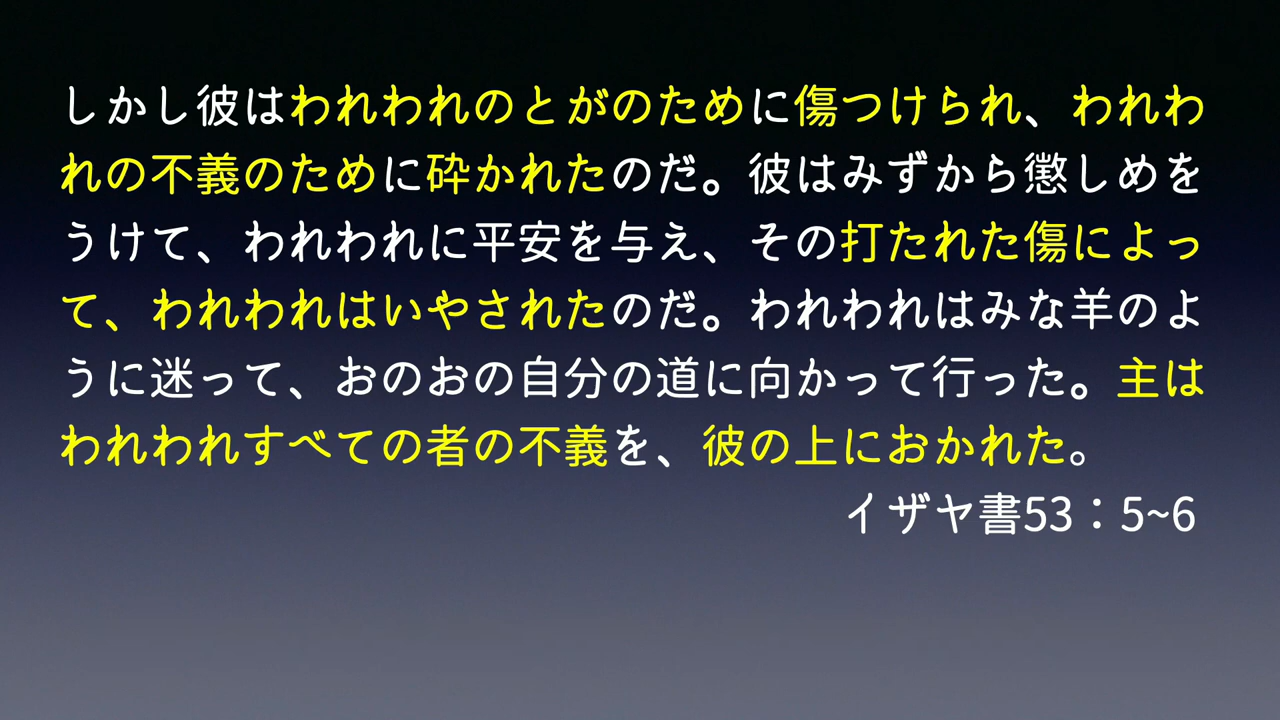 しかし彼はわれわれのとがのために傷つけられ、われわ
れの不義のために砕かれたのだ。彼はみずから懲しめを
うけて、われわれに平安を与え、その打たれた傷によっ
て、われわれはいやされたのだ。われわれはみな羊のよ
うに迷って、おのおの自分の道に向かって行った。主は
われわれすべての者の不義を、彼の上におかれた。
イザヤ書53：5~6